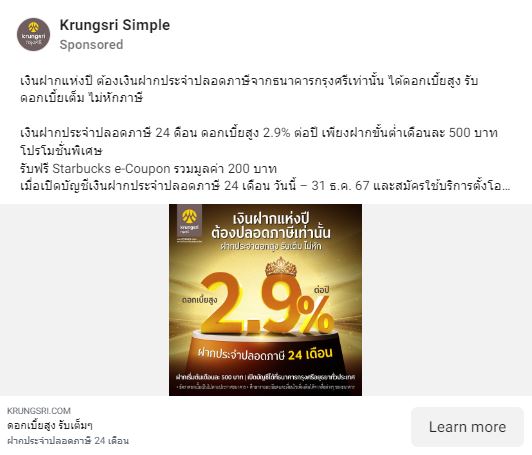 Krungsri Simple
Sponsored
เงินฝากแห่งปี ต้องเงินฝากประจำปลอดภาษีจากธนาคารกรุงศรีเท่านั้น ได้ดอกเบี้ยสูง รับ
ดอกเบี้ยเต็ม ไม่หักภาษี
เงินฝากประจำปลอดภาษี 24 ดือน ดอกเบี้ยสูง 2.9% ต่อปี เพียงฝากขั้นต่ำเดือนละ 500 บาท
โปรโมชั่นพิเศษ
รับฟรี Starbucks e-Coupon รวมมูลค่า 200 บาท
เมื่อเปิดบัญชีเงินฝากประจำปลอดภาษี 24 เดือน วันนี้ – 31 ธ.ค. 67 และสมัครใช้บริการตั้งโอ...
krungsri
กรุงศรี
เงินฝากแห่งปี
ต้องปลอดภาษีเท่านั้น
ฝากประจำดอกสูง รับเต็ม ไม่หัก
ดอกเบี้ยสูง
2.9%
ต่อปี
ฝากประจำปลอดภาษี 24 เดือน
ฝากเริ่มต้นเดือนละ 500 บาท | เปิดบัญชีได้ที่ธนาคารกรุงศรีอยุธยาทั่วประเทศ
KRUNGSRI.COM
ดอกเบี้ยสูง รับเต็มๆ
ฝากประจำปลอดภาษี 24 เดือน
Learn more